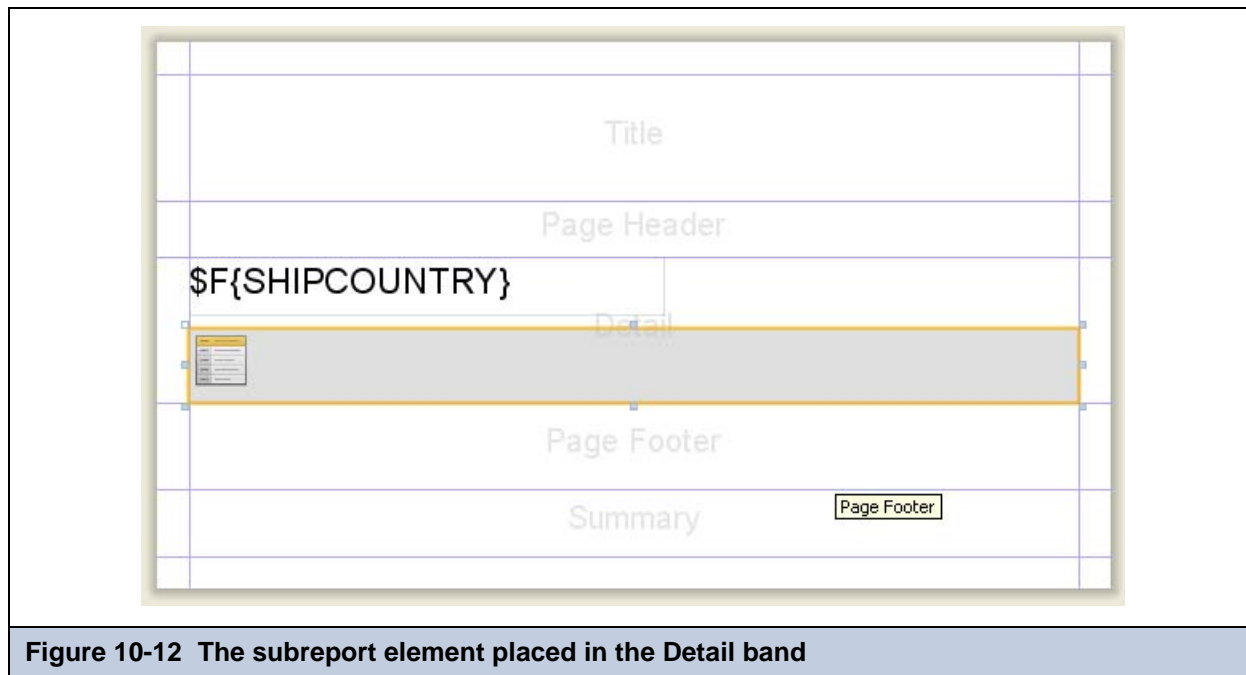 Title
Page Header
$F{SHIPCOUNTRY}
Detail
Page Footer
Summary
Page Footer
Figure 10-12 The subreport element placed in the Detail band